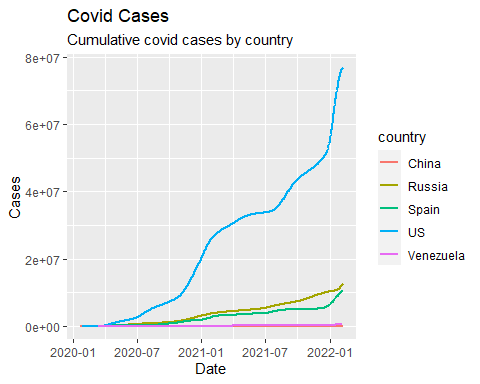 Covid Cases
Cumulative covid cases by country
8e+07
6e+07
4e+07
2e+07
0e+00
Cases
2020-01 2020-07 2021-01 2021-07 2022-01
Date
country
China
Russia
Spain
US
Venezuela